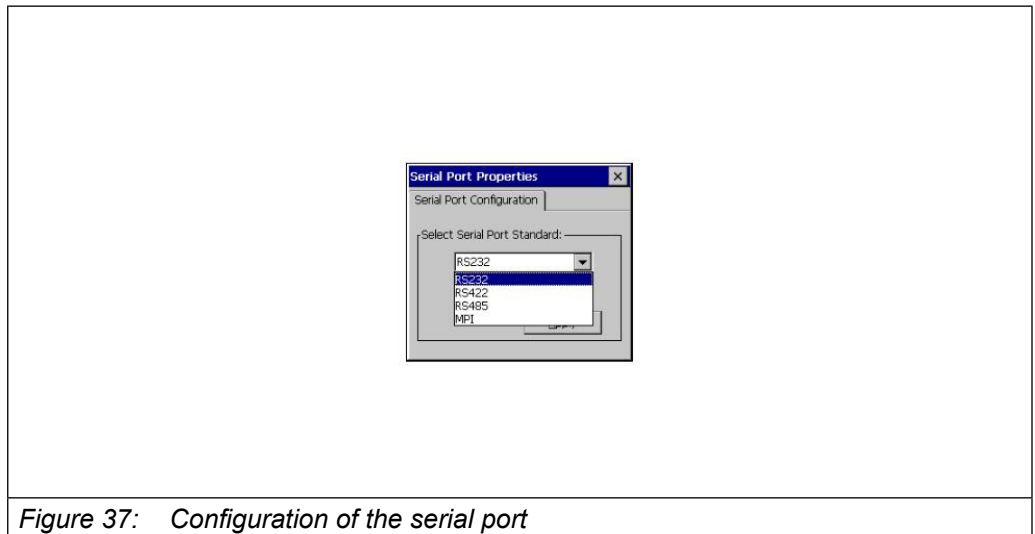 Serial Port Properties
Serial Port Configuration
Select Serial Port Standard:
RS232
RS232
RS422
RS485
MPI
Figure 37: Configuration of the serial port